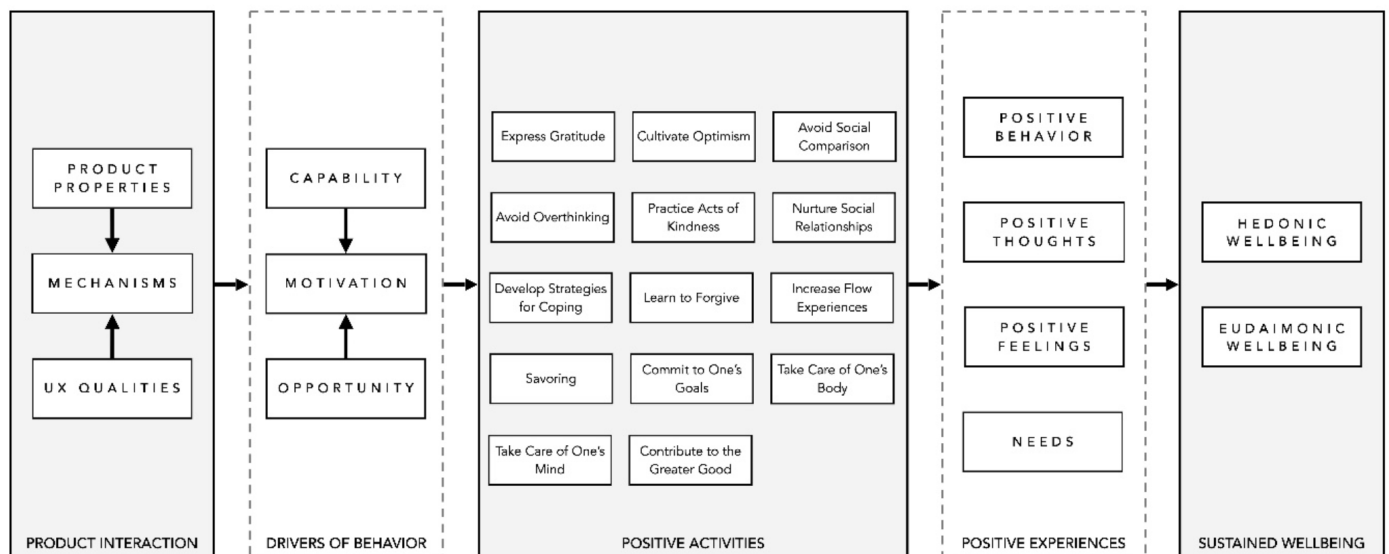 PRODUCT
PROPERTIES
MECHANISMS
UX QUALITIES
PRODUCT INTERACTION
CAPABILITY
MOTIVATION
OPPORTUNITY
DRIVERS OF BEHAVIOR
Express Gratitude
Cultivate Optimism
Avoid Social
Comparison
Avoid Overthinking
Practice Acts of
Kindness
Nurture Social
Relationships
Develop Strategies
for Coping
Learn to Forgive
Increase Flow
Experiences
Savoring
Commit to One's
Goals
Take Care of One's
Body
Take Care of One's
Mind
Contribute to the
Greater Good
POSITIVE ACTIVITIES
POSITIVE
BEHAVIOR
POSITIVE
THOUGHTS
POSITIVE
FEELINGS
NEEDS
POSITIVE EXPERIENCES
HEDONIC
WELLBEING
EUDAIMONIC
WELLBEING
SUSTAINED WELLBEING